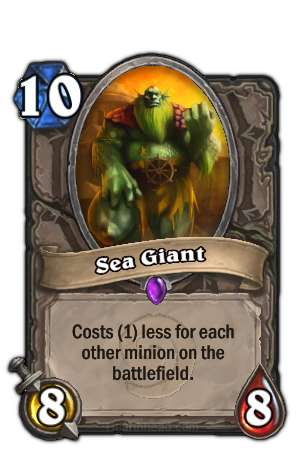 10
Sea Giant
Costs (1) less for each
other minion on the
battlefield.
8
8